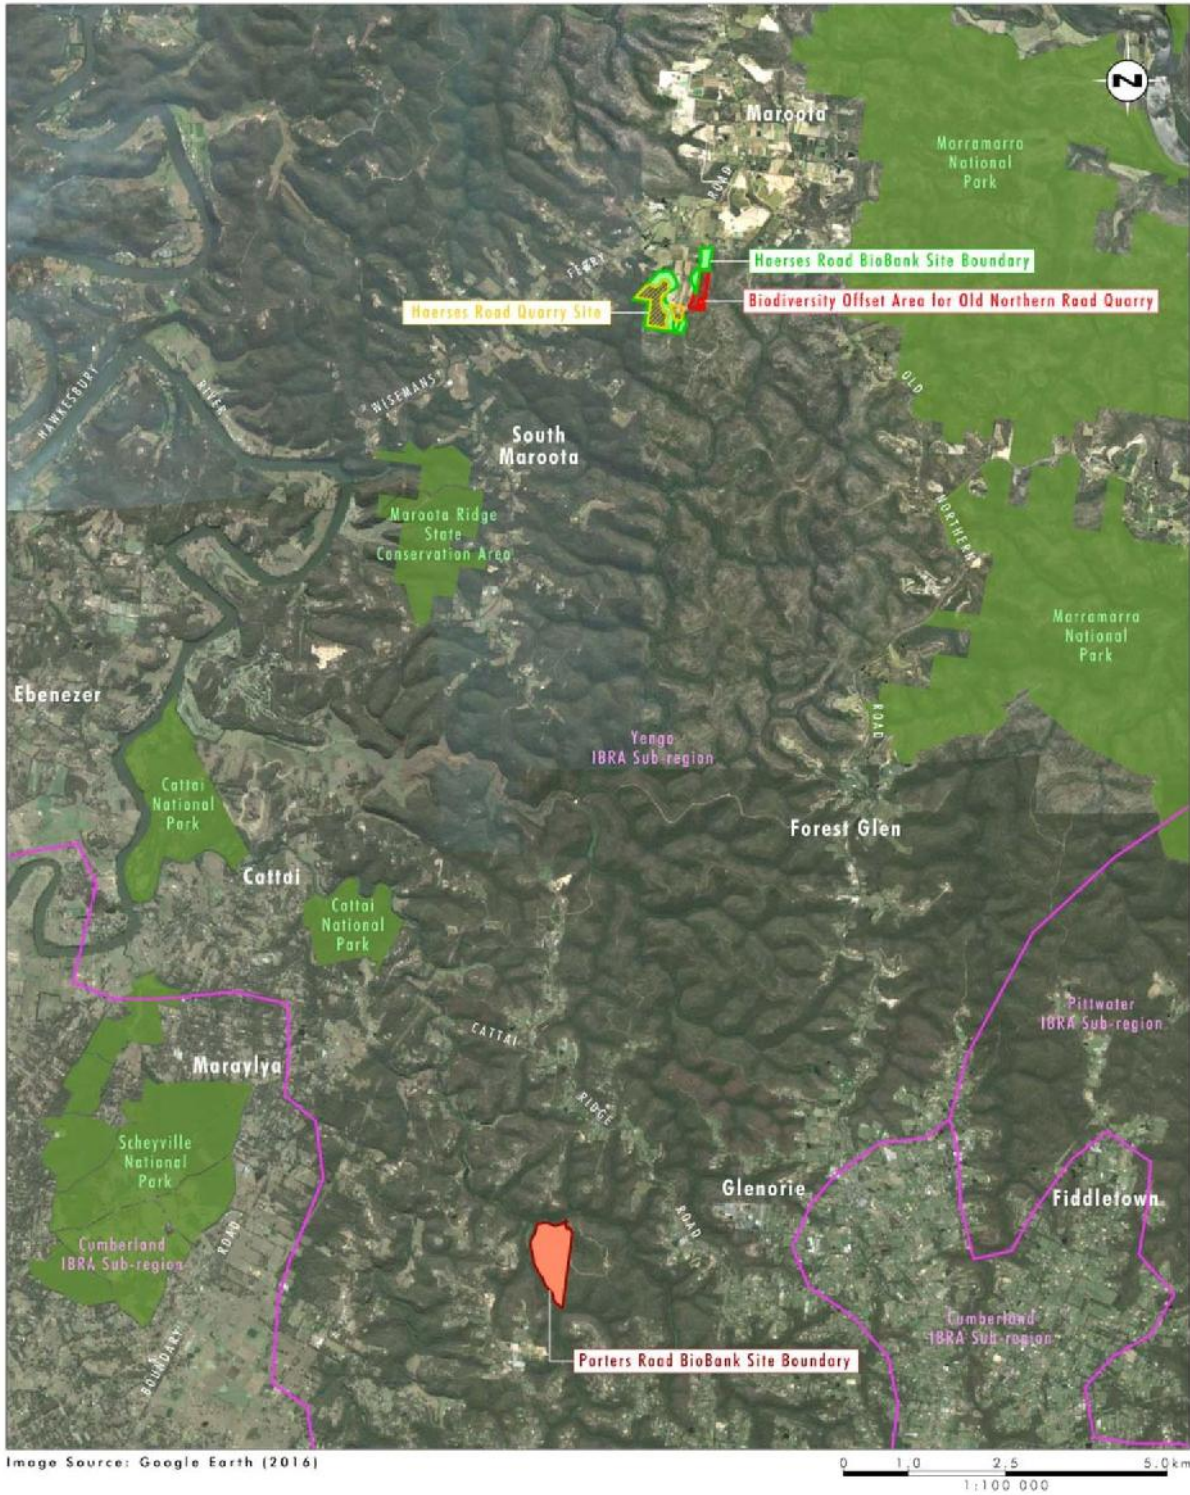 N
Maroota
Marramarra
National
Park
ROAD
FERRY
Haerses Road BioBank Site Boundary
Biodiversity Offset Area for Old Northern Road Quarry
Haerses Road Quarry Site
HAWKESBURY
RIVER
WISEMANS
OLD
South
Maroota
NORTHERN
Maroota Ridge
State
Conservation Area
Marramarra
National
Park
Ebenezer
ROAD
Yengo
IBRA Sub-region
Cattai
National
Park
Forest Glen
Cattai
Cattai
National
Park
Pittwater
IBRA Sub-region
CATTAI
Maraylya
RIDGE
Scheyville
National
Park
Glenorie
Fiddletown
ROAD
ROAD
Cumberland
IBRA Sub-region
Cumberland
IBRA Sub-region
BOUNDARY
Porters Road BioBank Site Boundary
Image Source: Google Earth (2016)
0 1.0 2.5 5.0km
1:100 000